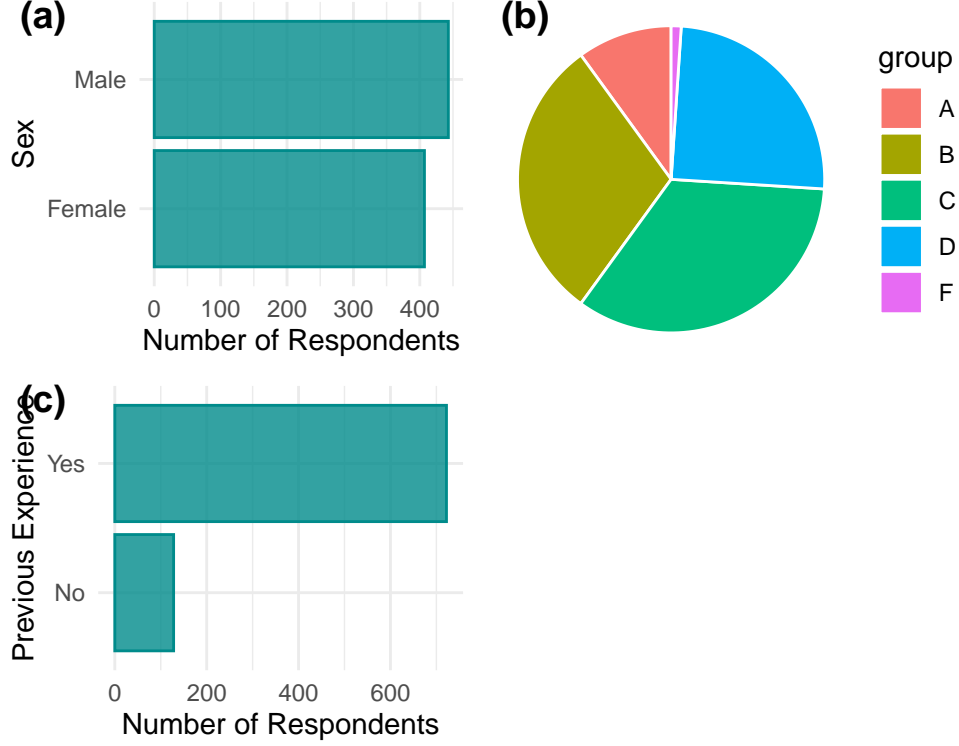 (a)
Sex
Male
Female
0 100 200 300 400
Number of Respondents
(b)
group
A
B
C
D
F
(c)
Previous Experience
Yes
No
0 200 400 600
Number of Respondents